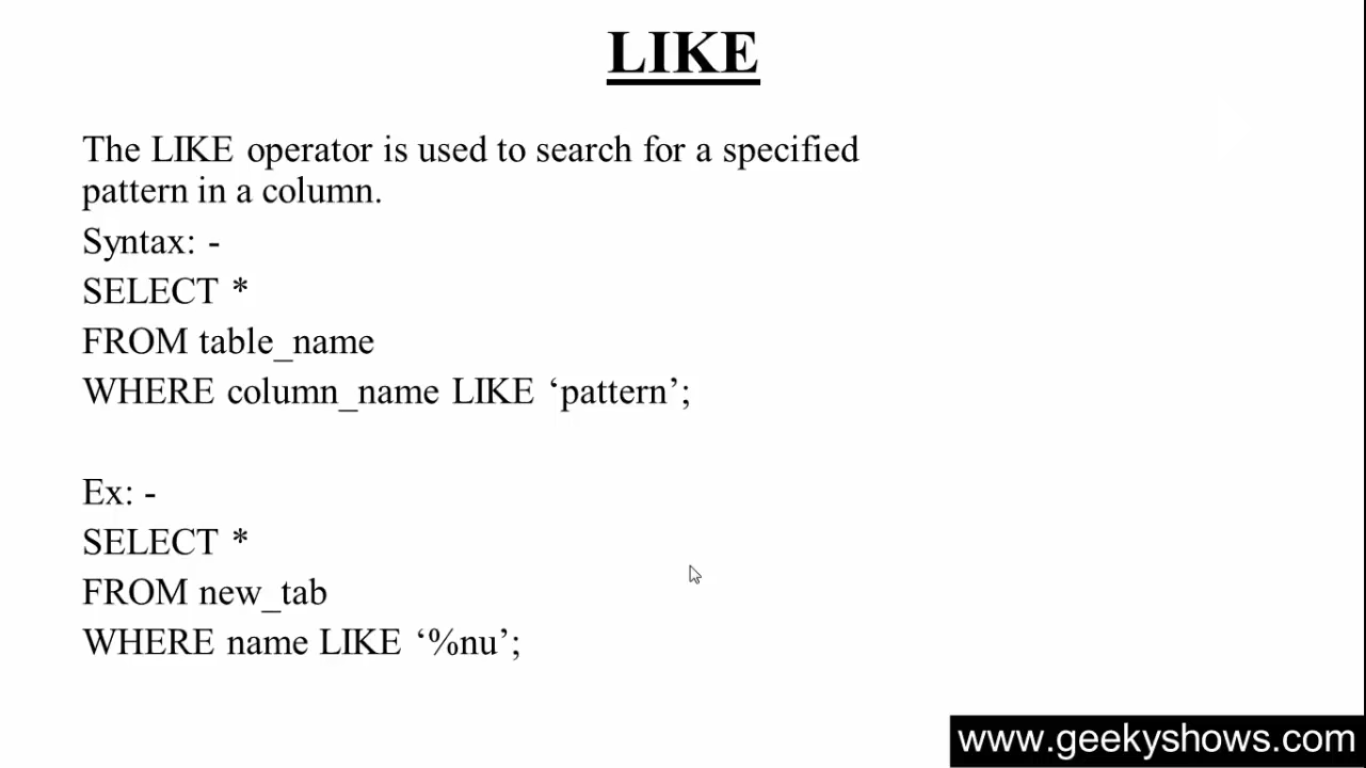 LIKE
The LIKE operator is used to search for a specified
pattern in a column.
Syntax: -
SELECT *
FROM table_name
WHERE column_name LIKE ‘pattern’;
Ex: -
SELECT *
FROM new_tab
WHERE name LIKE ‘%nu’;
www.geekyshows.com